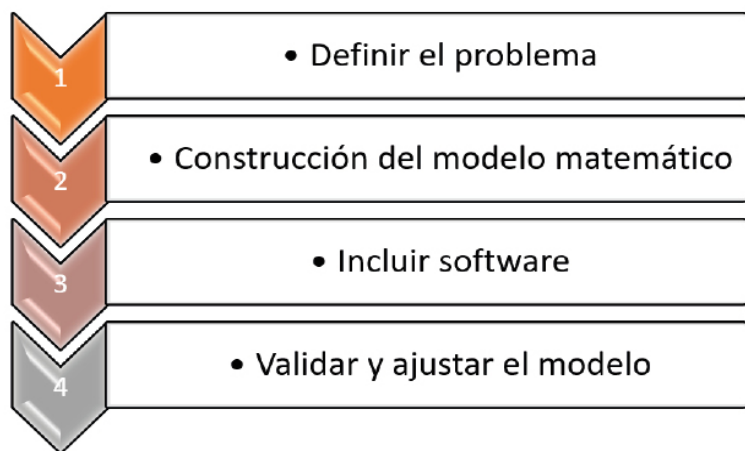 1
• Definir el problema
2
• Construcción del modelo matemático
3
• Incluir software
4
• Validar y ajustar el modelo